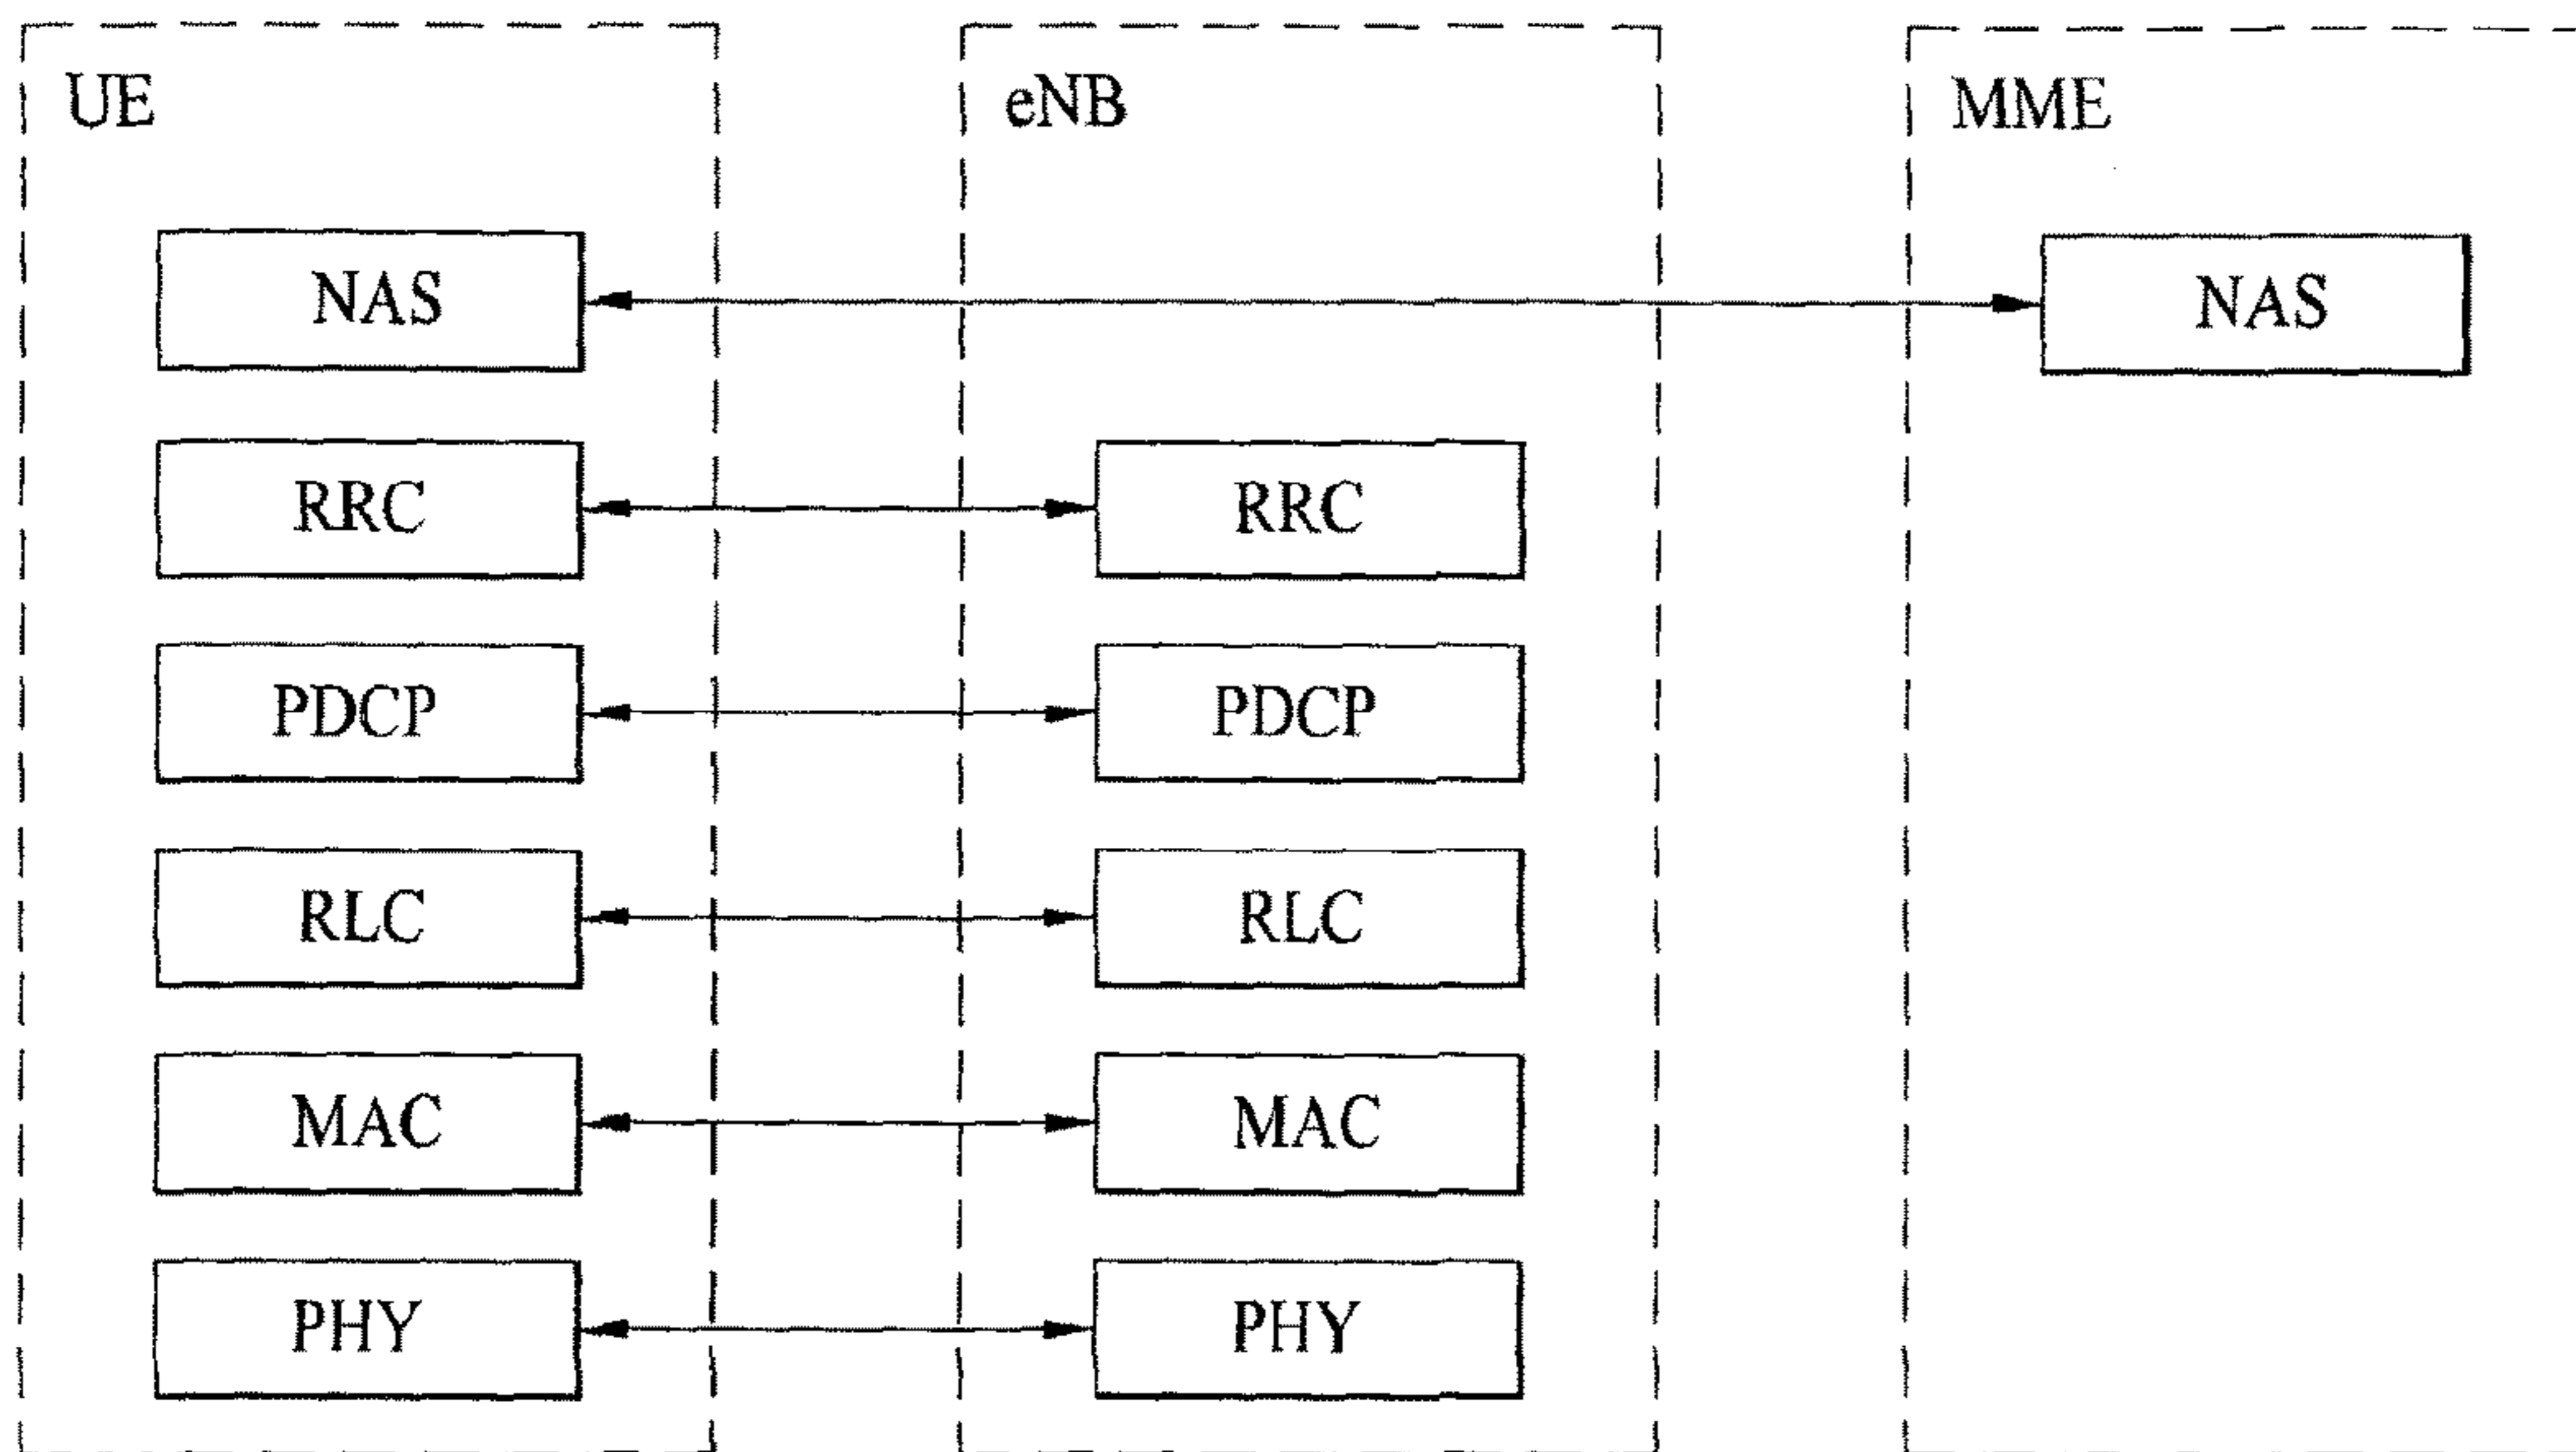 UE
eNB
MME
NAS
NAS
RRC
RRC
PDCP
PDCP
RLC
RLC
MAC
MAC
PHY
PHY